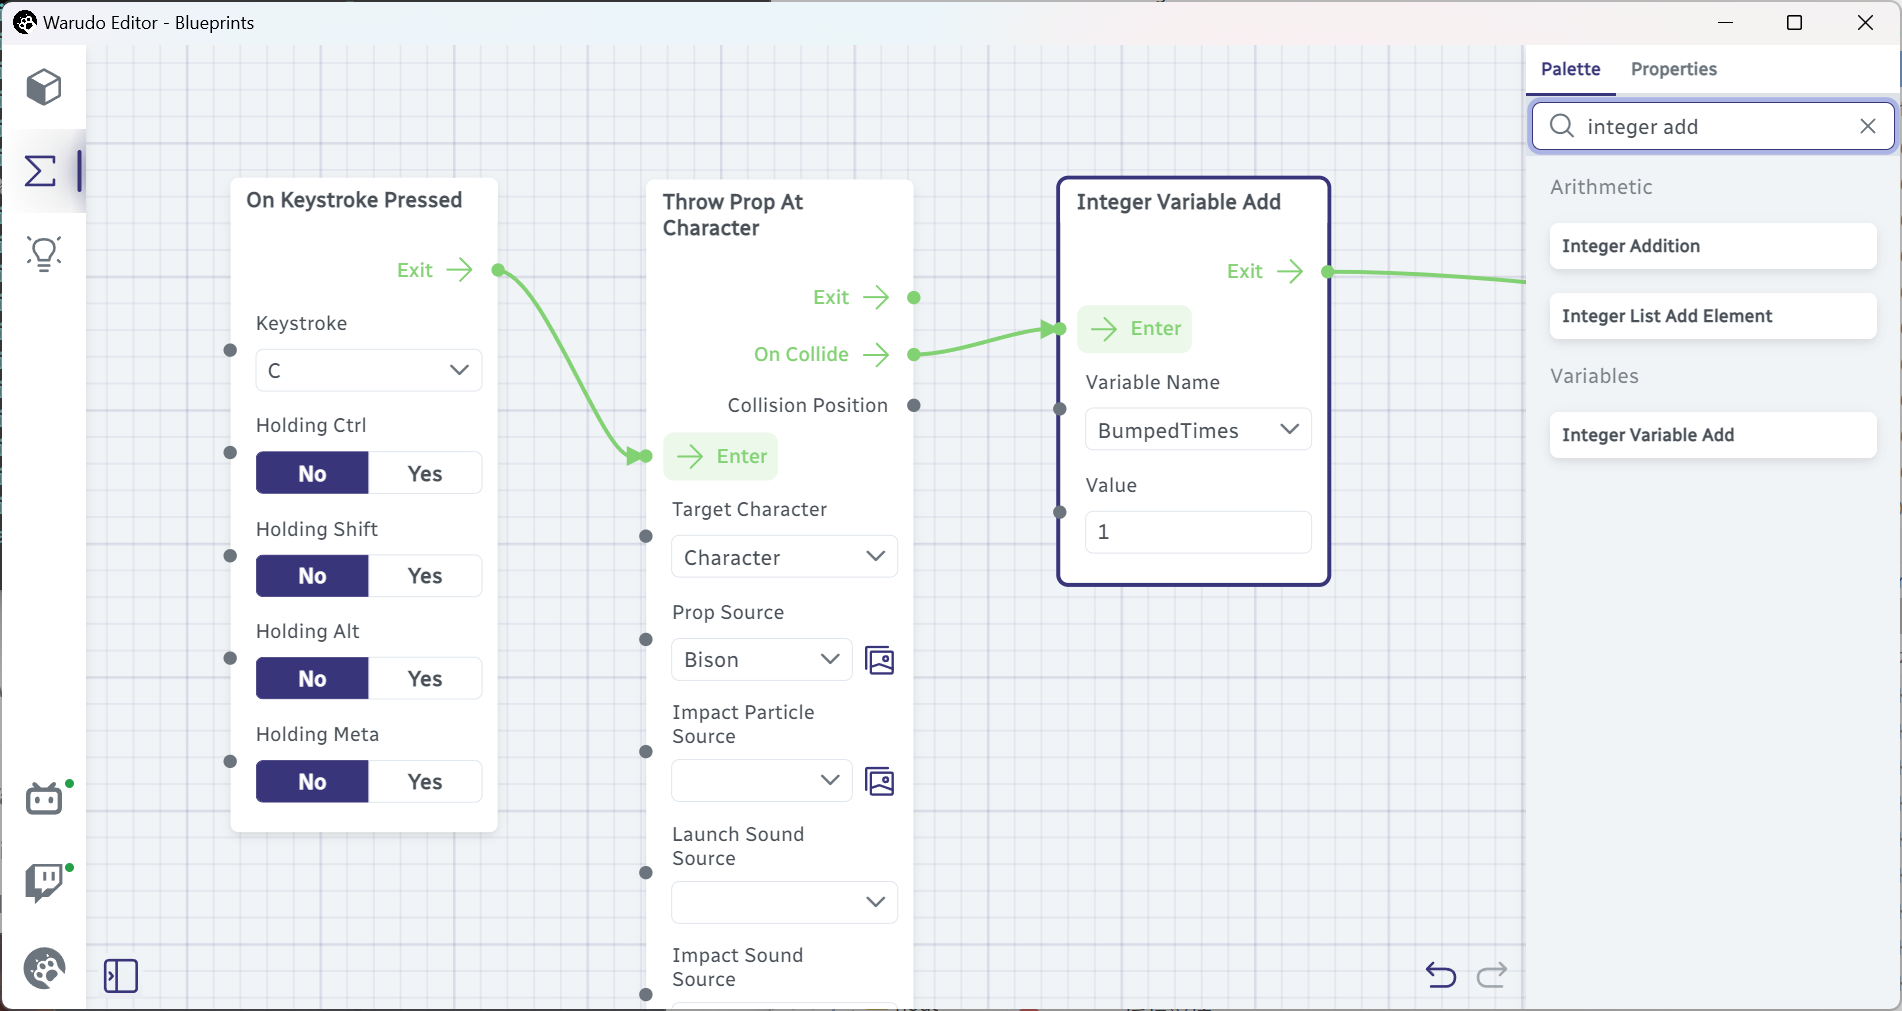 Warudo Editor - Blueprints
On Keystroke Pressed
Exit
Keystroke
C
Holding Ctrl
No
Yes
Holding Shift
No
Yes
Holding Alt
No
Yes
Holding Meta
No
Yes
Throw Prop At
Character
Exit
On Collide
Collision Position
Enter
Target Character
Character
Prop Source
Bison
Impact Particle
Source
Launch Sound
Source
Impact Sound
Source
Integer Variable Add
Exit
Enter
Variable Name
BumpedTimes
Value
1
Palette
Properties
integer add
Arithmetic
Integer Addition
Integer List Add Element
Variables
Integer Variable Add